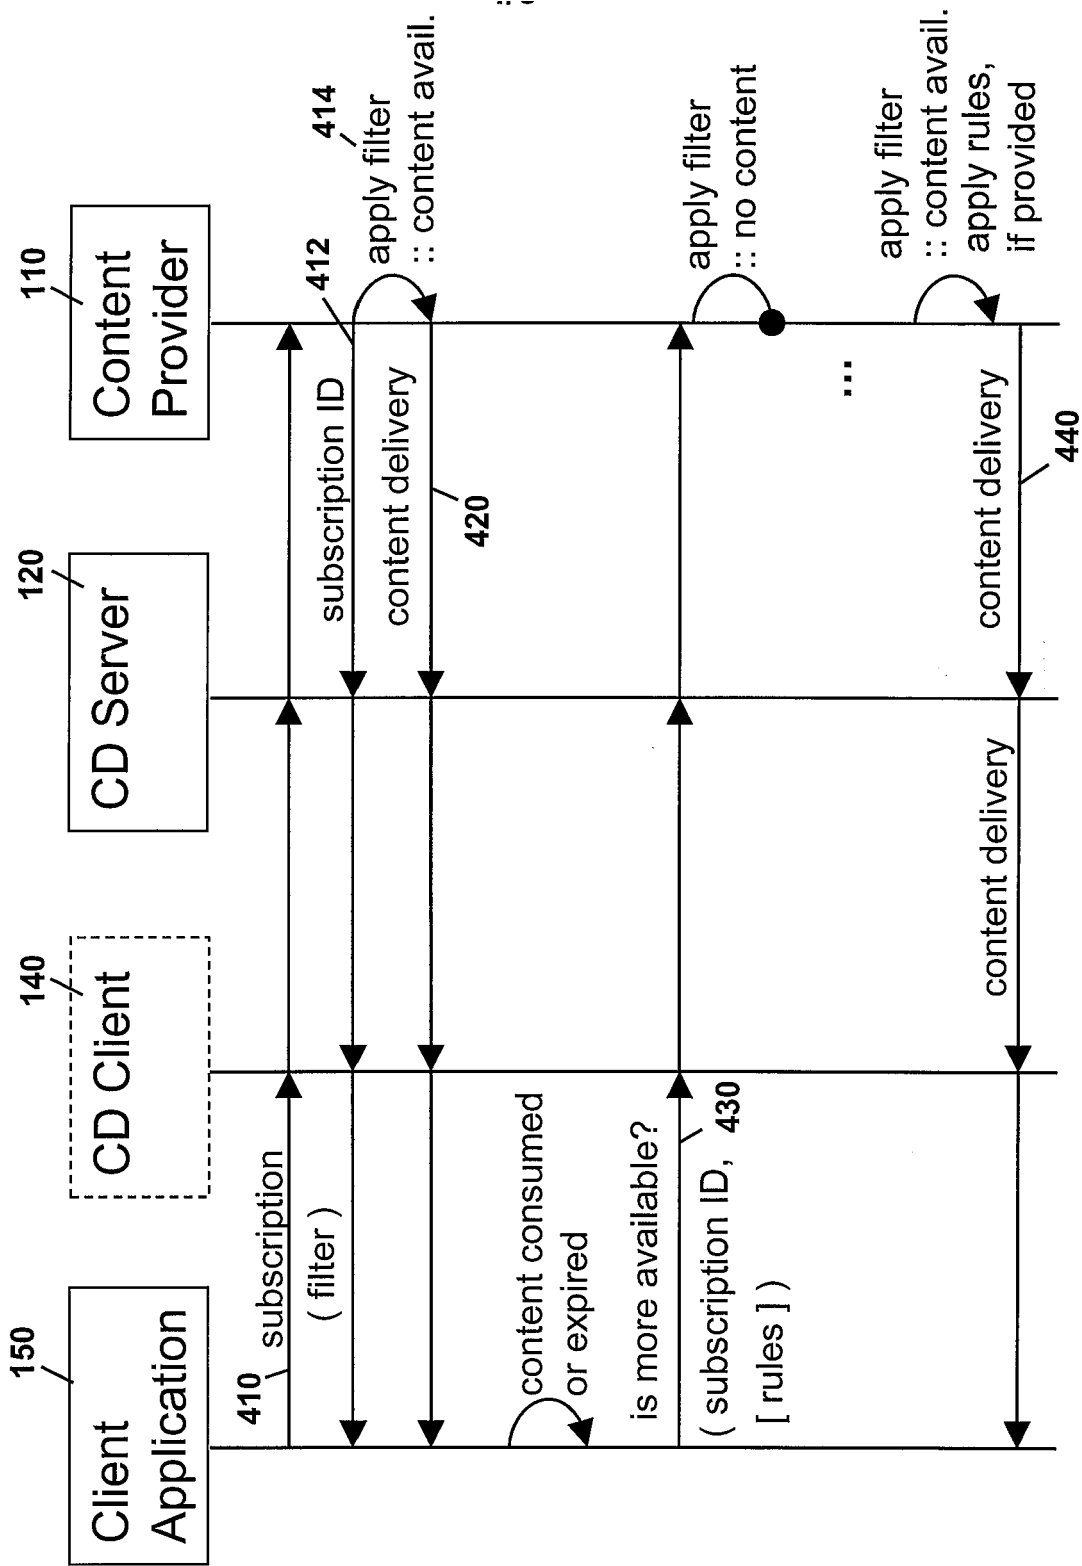 150
Client
Application
140
CD Client
120
CD Server
110
Content
Provider
410
subscription
( filter )
subscription ID
412
414
apply filter
:: content avail.
content delivery
420
content consumed
or expired
is more available?
430
( subscription ID,
[ rules ] )
apply filter
:: no content
...
apply filter
:: content avail.
apply rules,
if provided
content delivery
content delivery
440